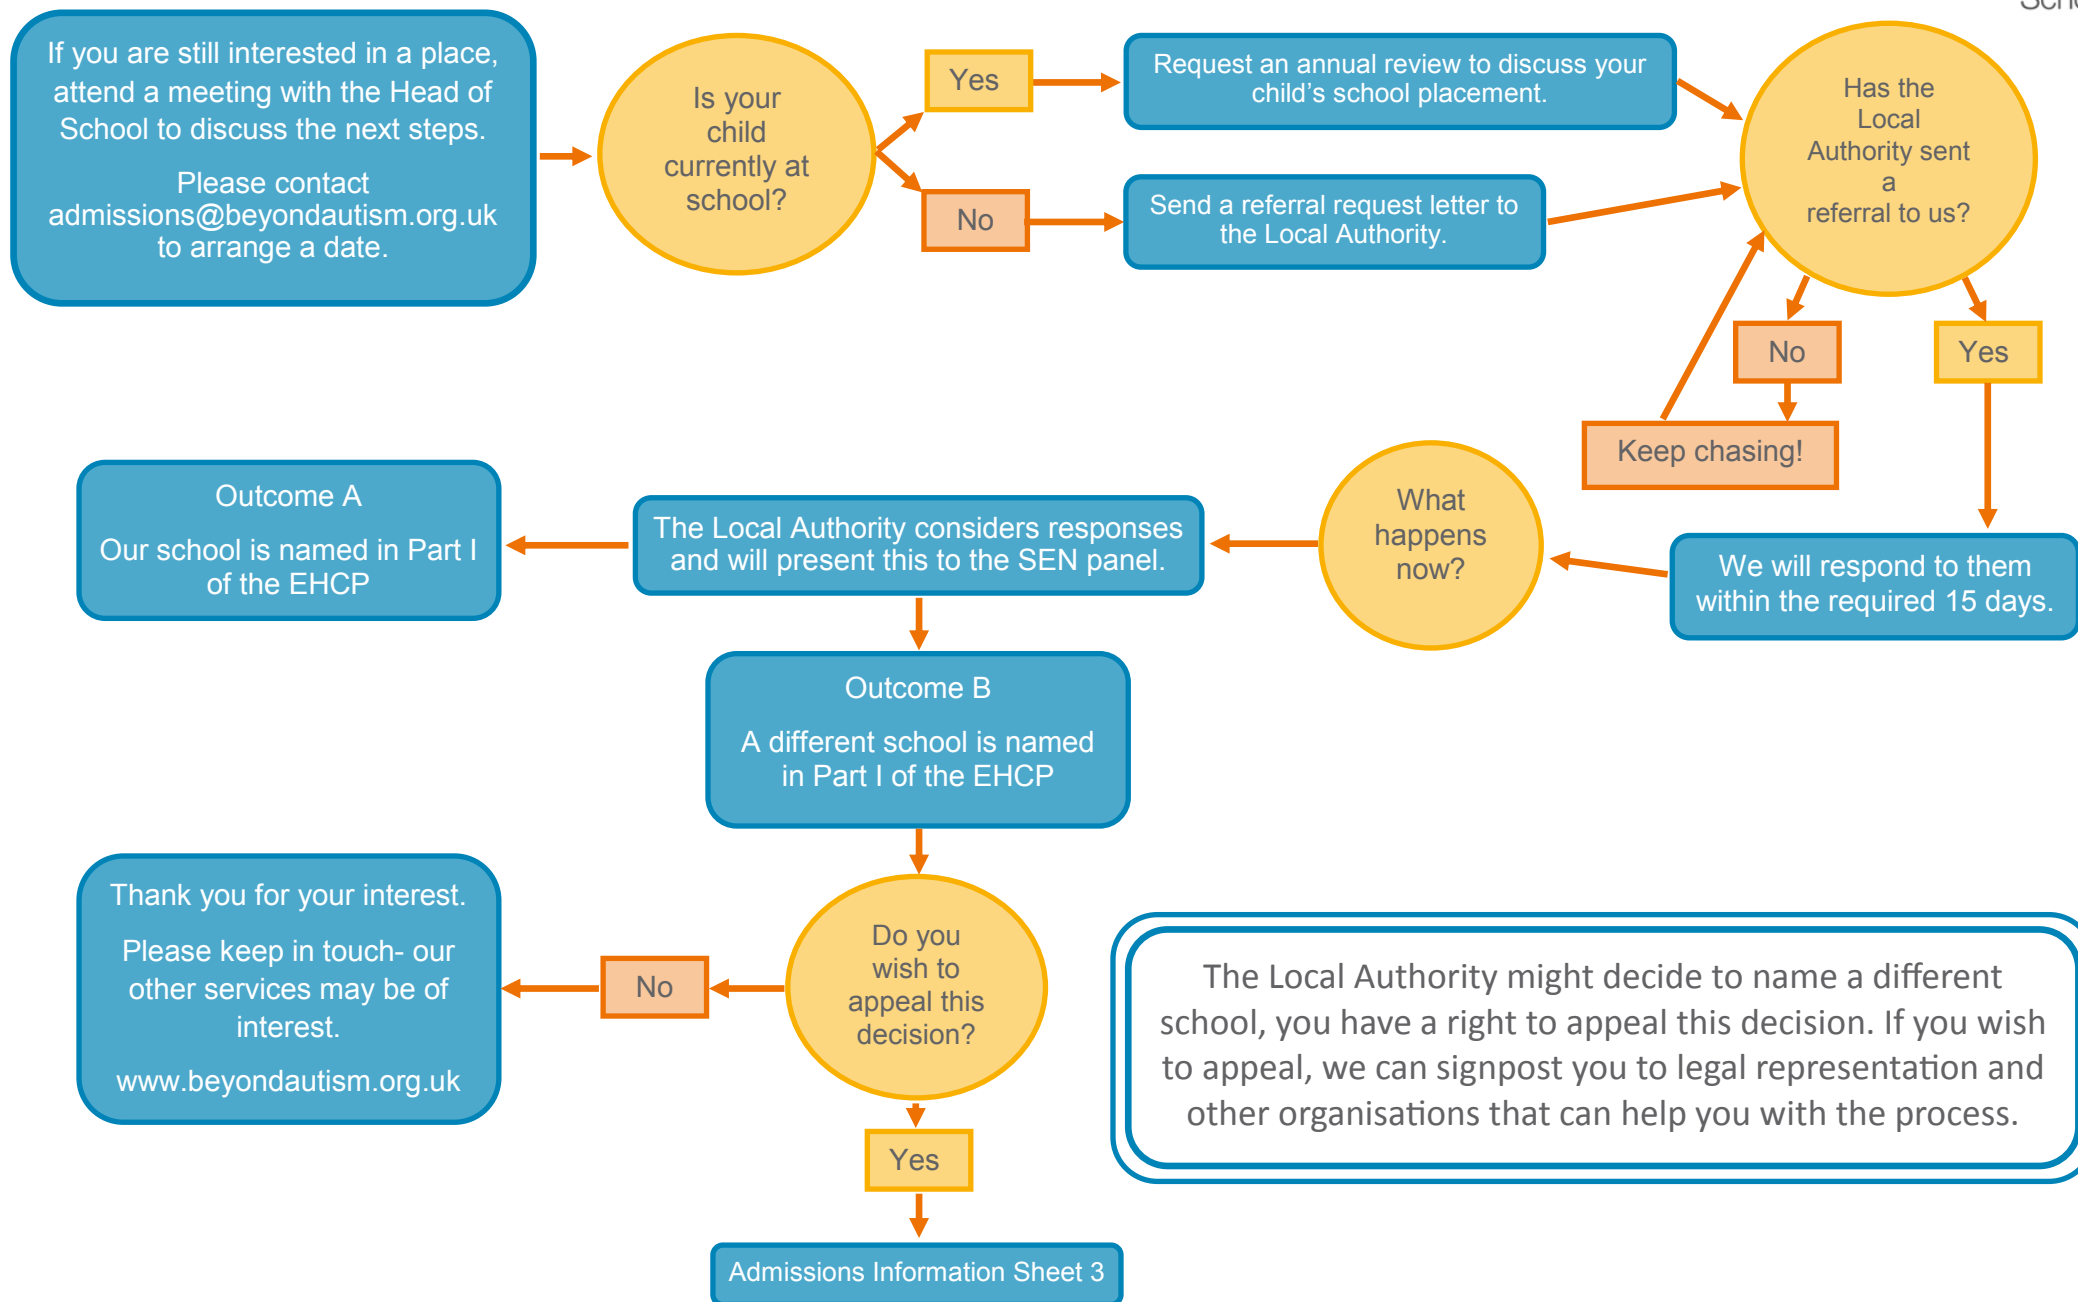 If you are still interested in a place,
attend a meeting with the Head of
School to discuss the next steps.
Please contact
admissions@beyondautism.org.uk
to arrange a date.
Is your
child
currently at
school?
Yes
No
Request an annual review to discuss your
child's school placement.
Send a referral request letter to
the Local Authority.
Has the
Local
Authority sent
a
referral to us?
No
Yes
Keep chasing!
We will respond to them
within the required 15 days.
What
happens
now?
The Local Authority considers responses
and will present this to the SEN panel.
Outcome A
Our school is named in Part I
of the EHCP
Outcome B
A different school is named
in Part I of the EHCP
Do you
wish to
appeal this
decision?
No
Thank you for your interest.
Please keep in touch- our
other services may be of
interest.
www.beyondautism.org.uk
Yes
Admissions Information Sheet 3
The Local Authority might decide to name a different
school, you have a right to appeal this decision. If you wish
to appeal, we can signpost you to legal representation and
other organisations that can help you with the process.